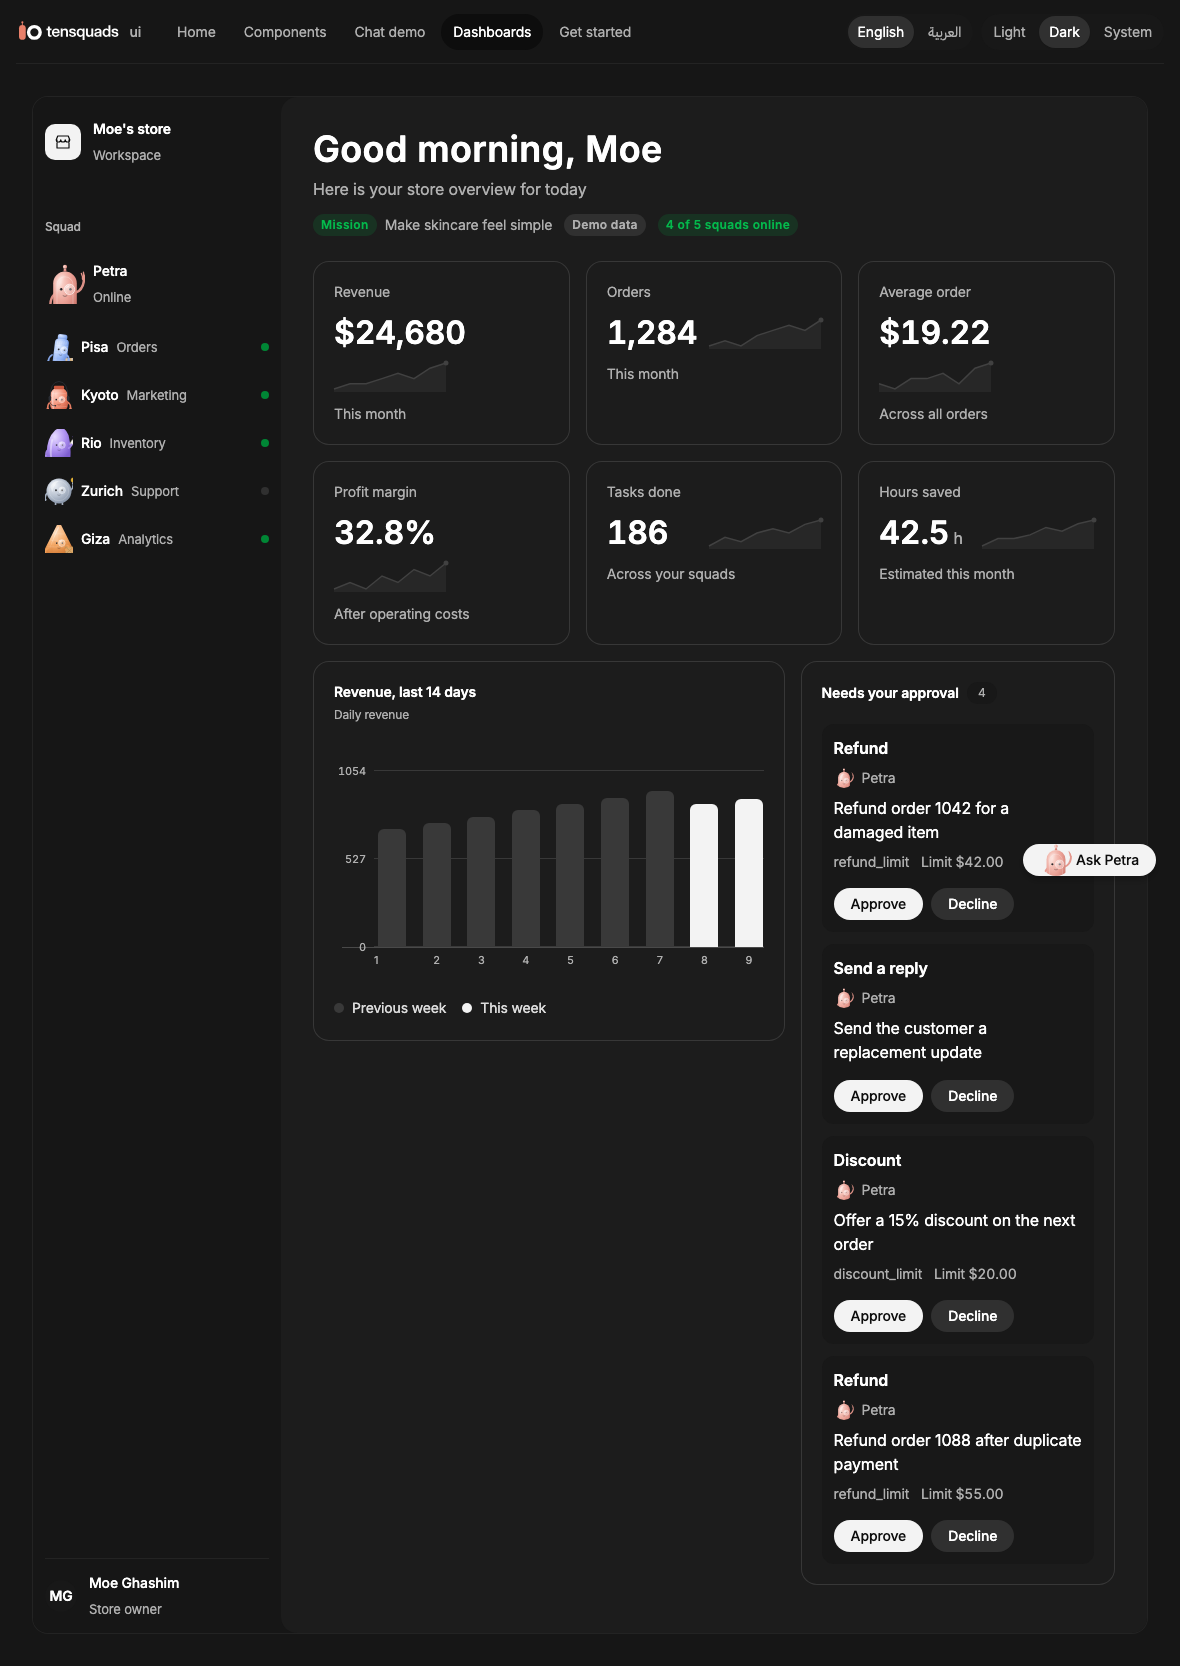 tensquads ui Home Components Chat demo Dashboards Get started English العربية Light Dark System
Moe's store
Workspace
Squad
Petra
Online
Pisa Orders
Kyoto Marketing
Rio Inventory
Zurich Support
Giza Analytics
MG
Moe Ghashim
Store owner
Good morning, Moe
Here is your store overview for today
Mission Make skincare feel simple Demo data 4 of 5 squads online
Revenue
$24,680
This month
Orders
1,284
This month
Average order
$19.22
Across all orders
Profit margin
32.8%
After operating costs
Tasks done
186
Across your squads
Hours saved
42.5 h
Estimated this month
Revenue, last 14 days
Daily revenue
1054
527
0
1 2 3 4 5 6 7 8 9
Previous week This week
Needs your approval 4
Refund
Petra
Refund order 1042 for a
damaged item
refund_limit Limit $42.00
Approve Decline
Ask Petra
Send a reply
Petra
Send the customer a
replacement update
Approve Decline
Discount
Petra
Offer a 15% discount on the next
order
discount_limit Limit $20.00
Approve Decline
Refund
Petra
Refund order 1088 after duplicate
payment
refund_limit Limit $55.00
Approve Decline